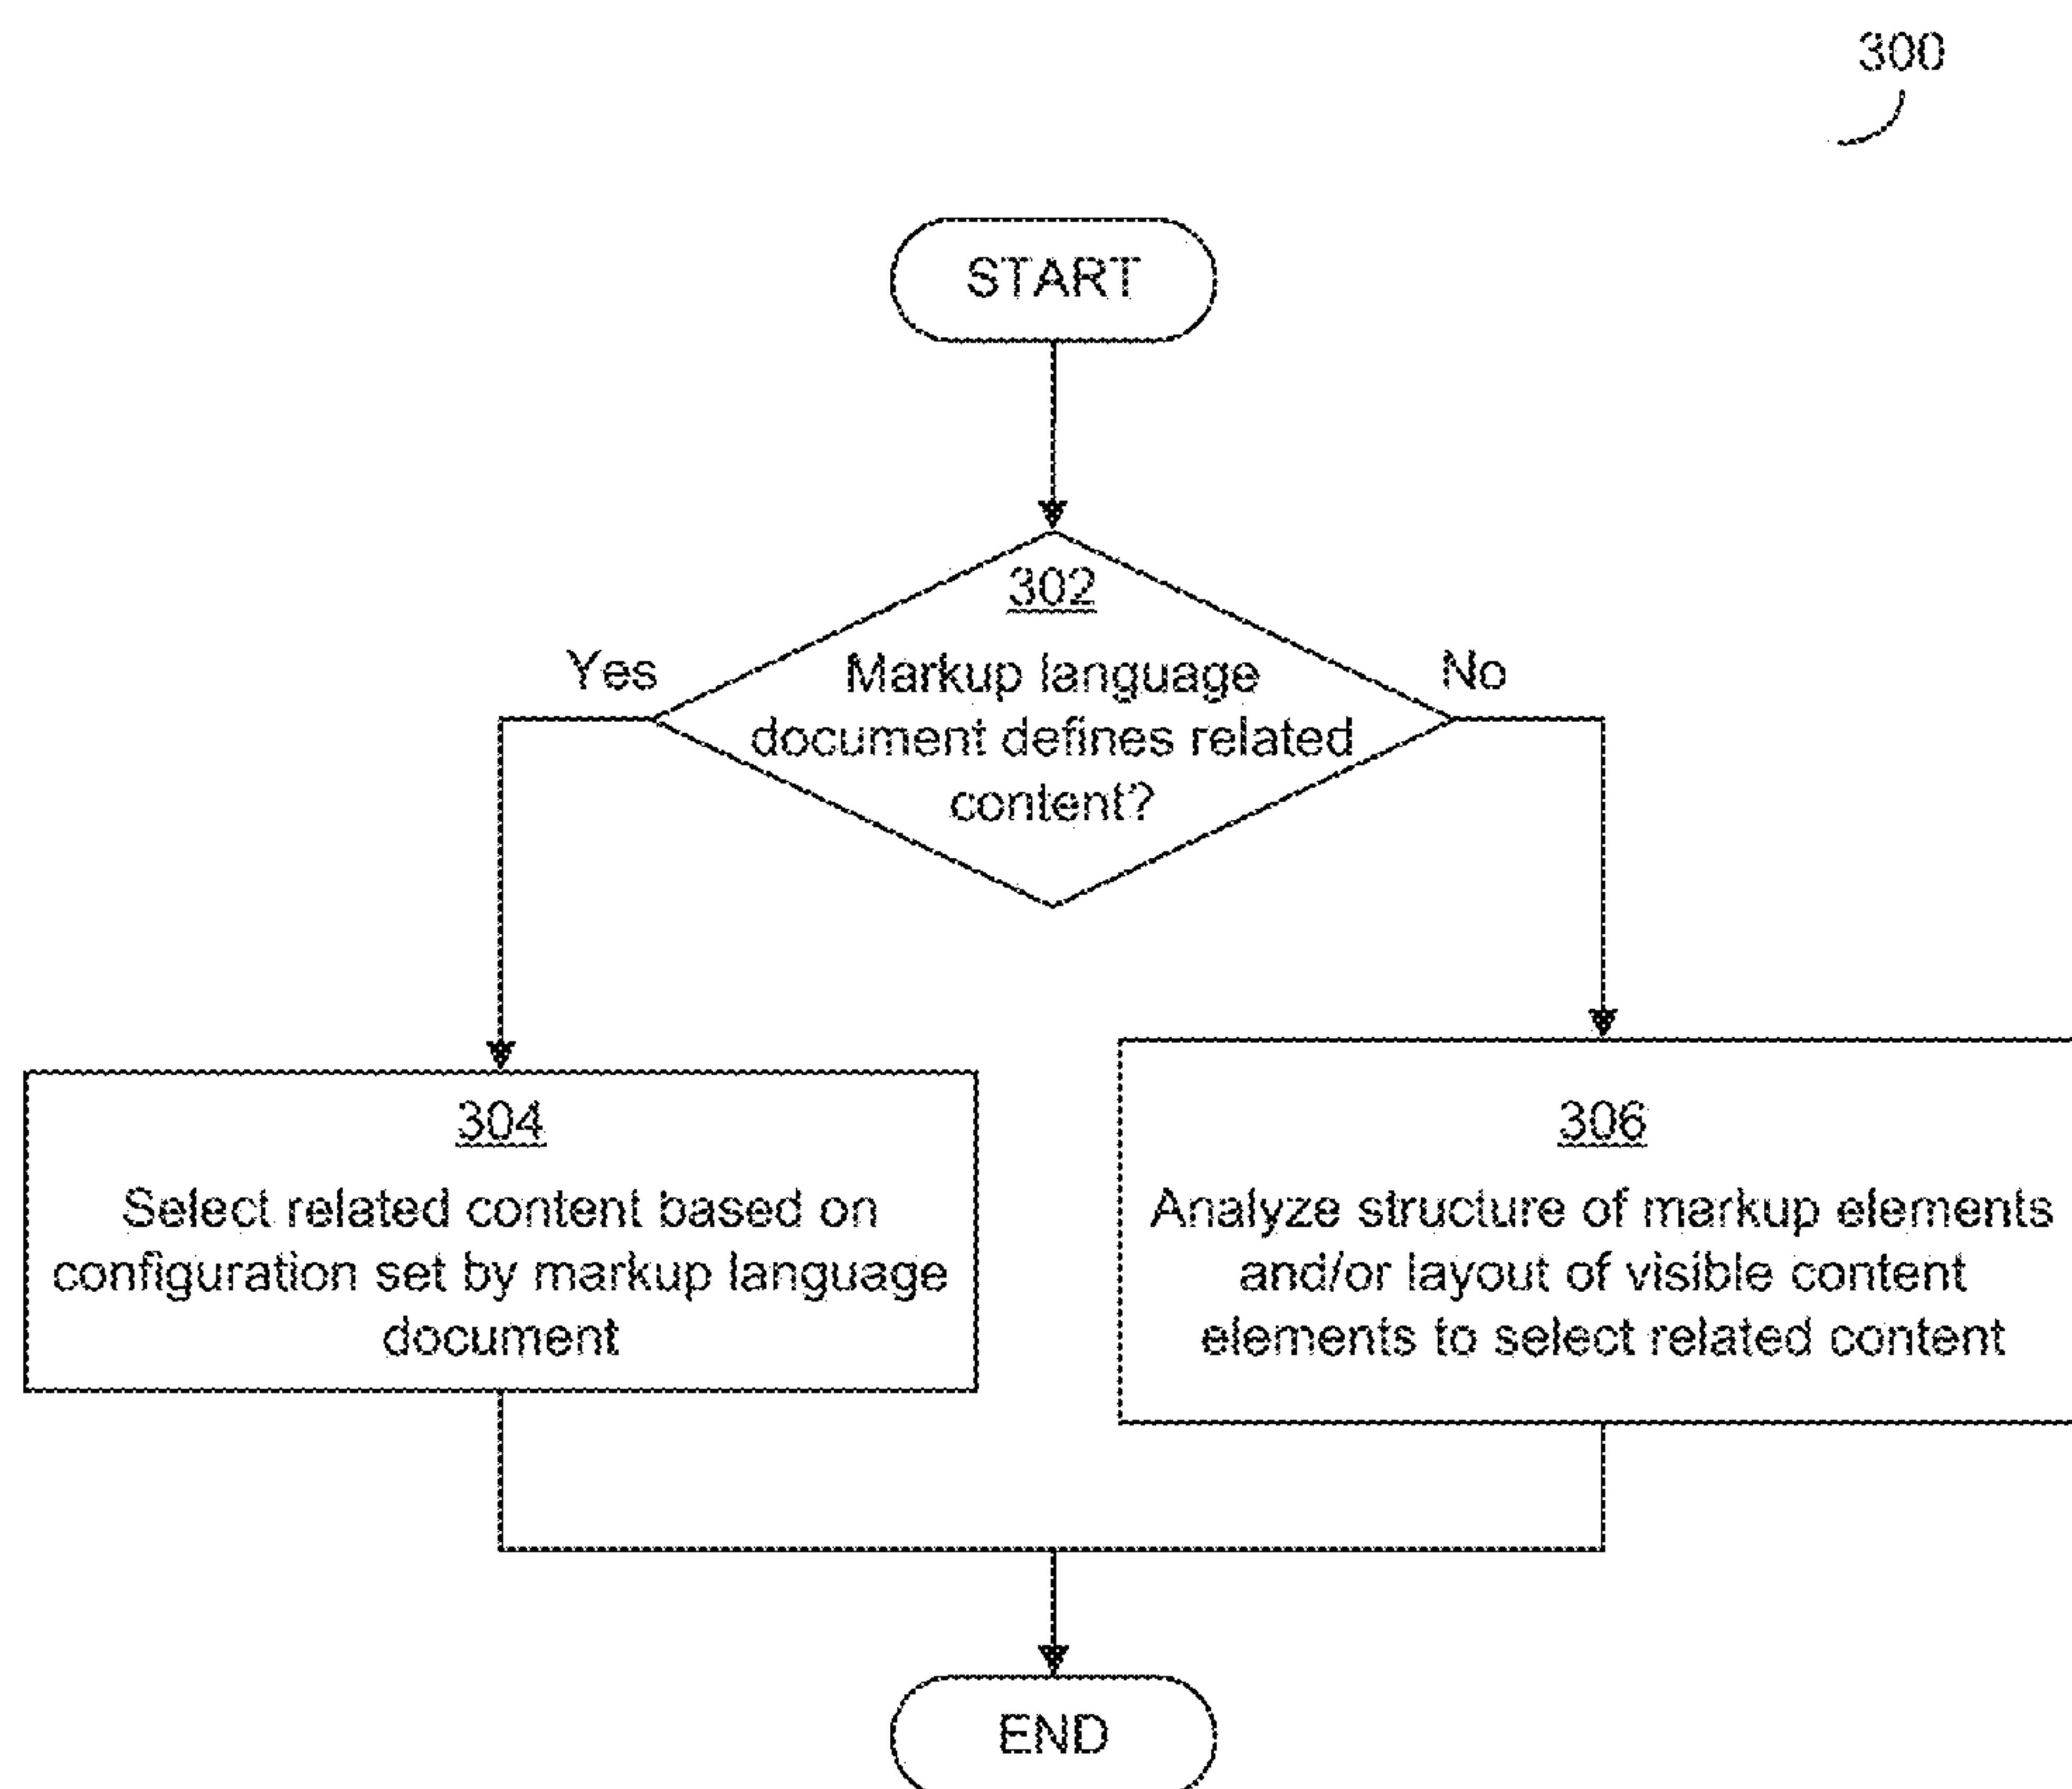 300
START
302
Yes
Markup language
No
document defines related
content?
304
Select related content based on
configuration set by markup language
document
306
Analyze structure of markup elements
and/or layout of visible content
elements to select related content
END